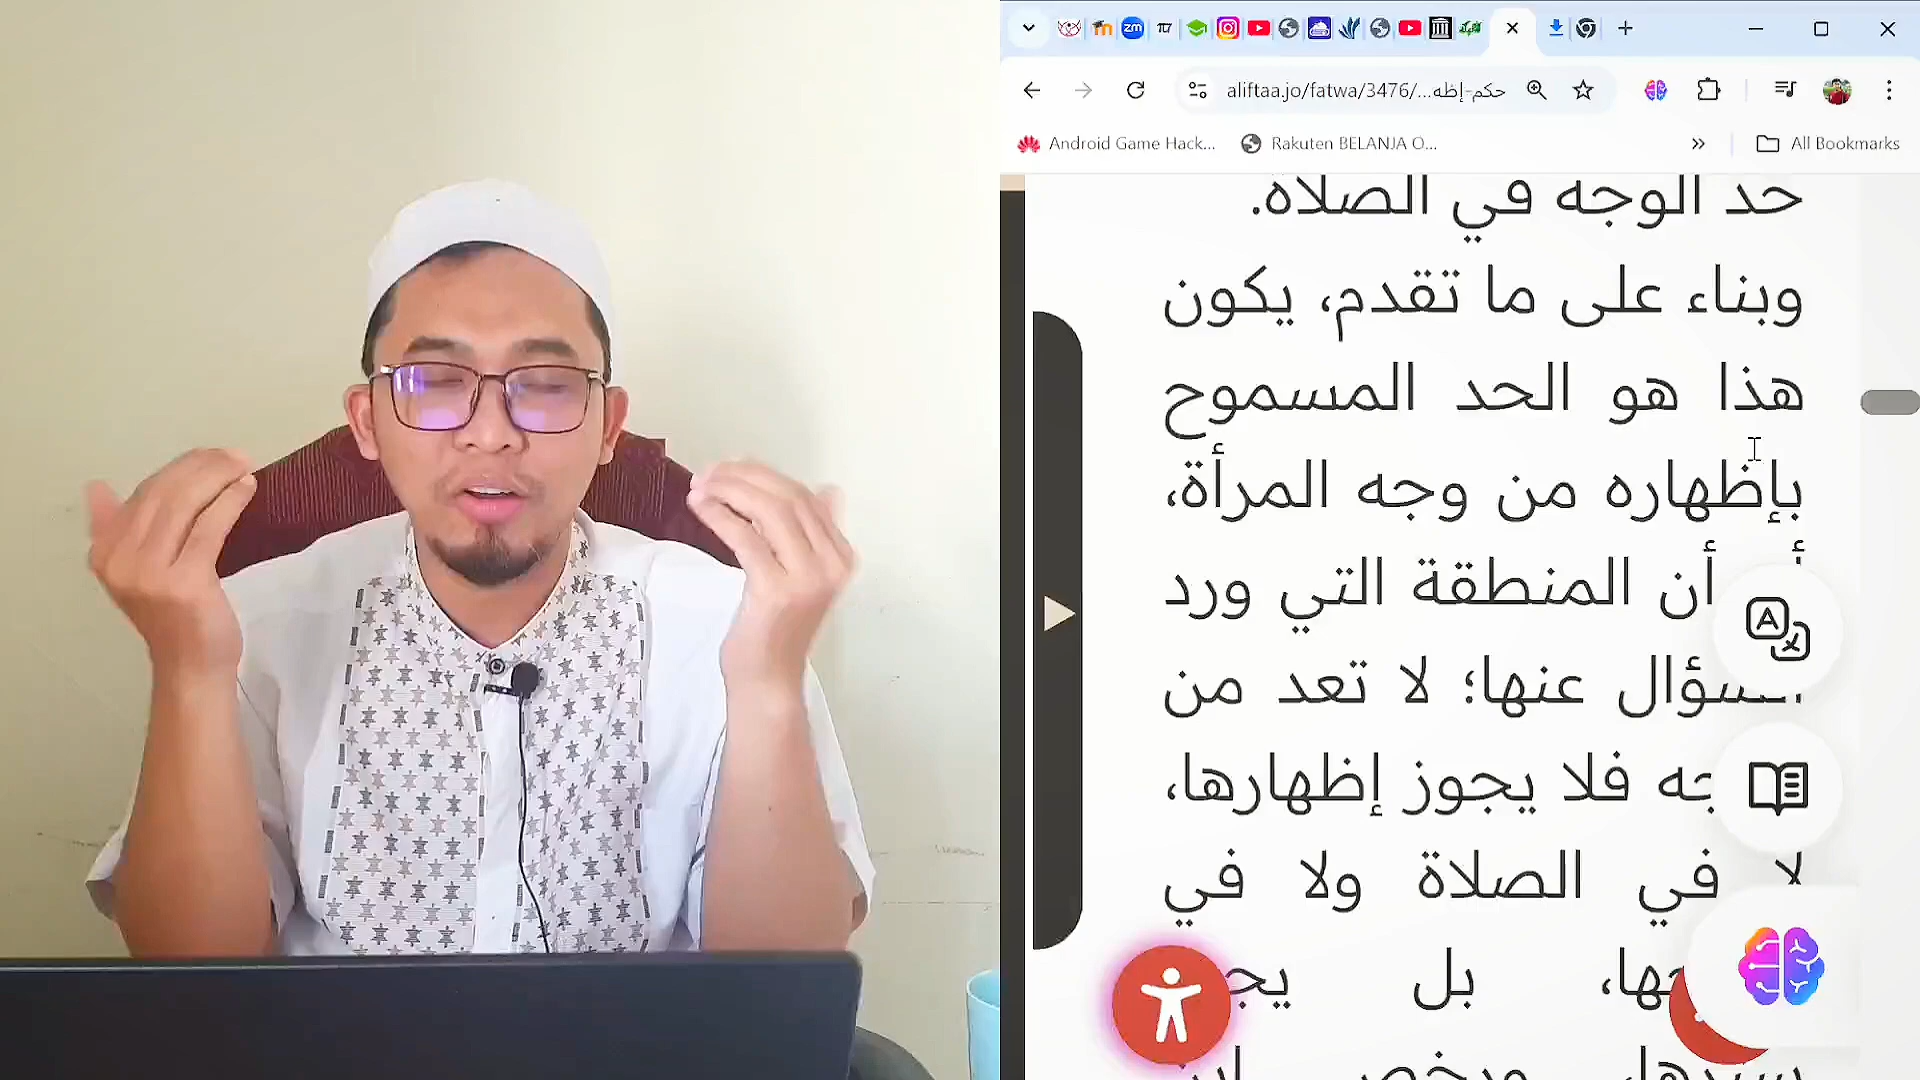 zm
aliftaa.jo/fatwa/3476/...حكم-إظه
Android Game Hack...
Rakuten BELANJA O...
»
All Bookmarks
حد الوجه في الصلاة.
وبناء على ما تقدم، يكون
هذا هو الحد المسموح
بإظهاره من وجه المرأة،
أن المنطقة التي ورد
عنها؛ لا تعد من
فلا يجوز إظهارها،
لا في الصلاة ولا في
بل